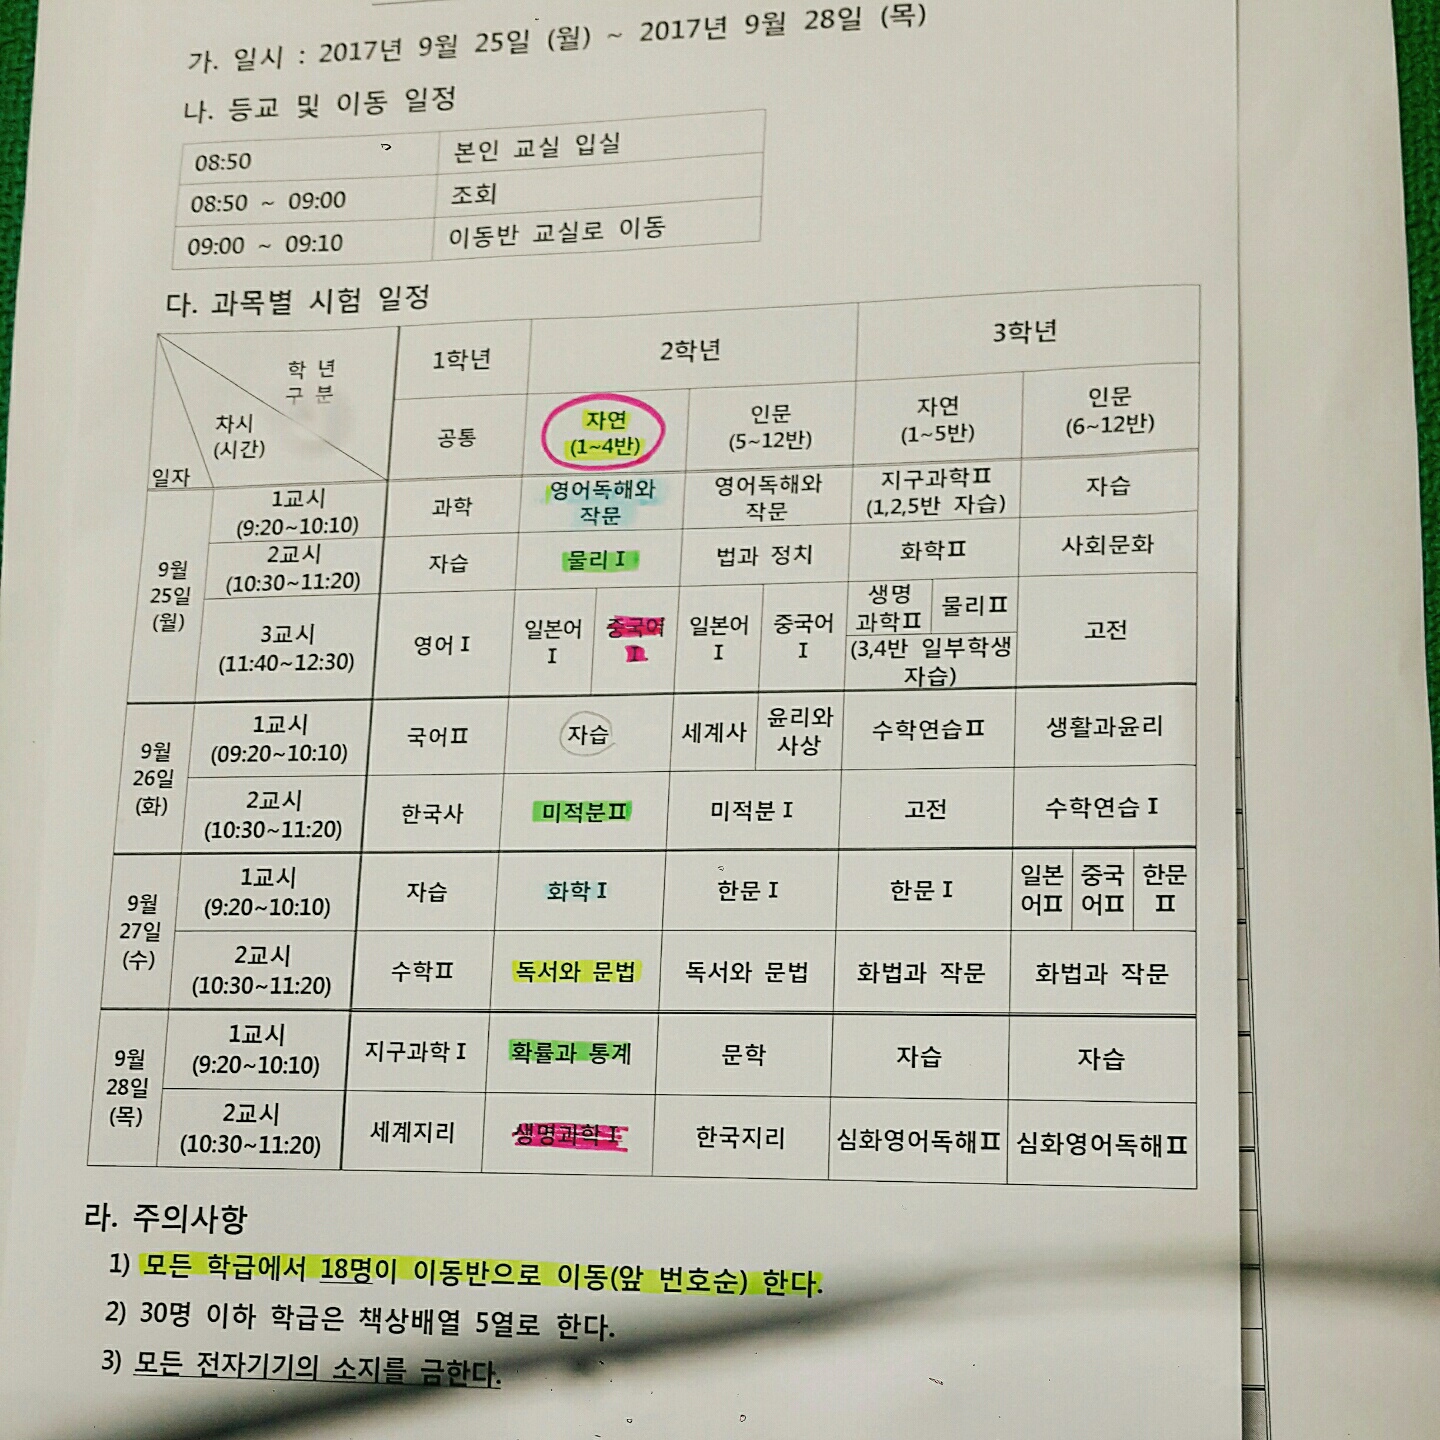 가. 일시 : 2017년 9월 25일 (월) ~ 2017년 9월 28일 (목)
나. 등교 및 이동 일정
08:50 본인 교실 입실
08:50 ~ 09:00 조회
09:00 ~ 09:10 이동반 교실로 이동
다. 과목별 시험 일정
학 년
구 분
차시
(시간)
일자
1학년 2학년 3학년
공통
자연
(1~4반)
인문
(5~12반)
자연
(1~5반)
인문
(6~12반)
9월
25일
(월)
1교시
(9:20~10:10)
과학
영어독해와
작문
영어독해와
작문
지구과학Ⅱ
(1,2,5반 자습)
자습
2교시
(10:30~11:20)
자습
물리Ⅰ
법과 정치
화학Ⅱ
사회문화
3교시
(11:40~12:30)
영어Ⅰ
일본어
Ⅰ
중국어
Ⅰ
일본어
Ⅰ
중국어
Ⅰ
생명
과학Ⅱ
물리Ⅱ
(3,4반 일부학생
자습)
고전
9월
26일
(화)
1교시
(09:20~10:10)
국어Ⅱ
자습
세계사
윤리와
사상
수학연습Ⅱ
생활과윤리
2교시
(10:30~11:20)
한국사
미적분Ⅱ
미적분Ⅰ
고전
수학연습Ⅰ
9월
27일
(수)
1교시
(9:20~10:10)
자습
화학Ⅰ
한문Ⅰ
한문Ⅰ
일본
어Ⅱ
중국
어Ⅱ
한문
Ⅱ
2교시
(10:30~11:20)
수학Ⅱ
독서와 문법
독서와 문법
화법과 작문
화법과 작문
9월
28일
(목)
1교시
(9:20~10:10)
지구과학Ⅰ
확률과 통계
문학
자습
자습
2교시
(10:30~11:20)
세계지리
생명과학Ⅰ
한국지리
심화영어독해Ⅱ
심화영어독해Ⅱ
라. 주의사항
1) 모든 학급에서 18명이 이동반으로 이동(앞 번호순) 한다.
2) 30명 이하 학급은 책상배열 5열로 한다.
3) 모든 전자기기의 소지를 금한다.